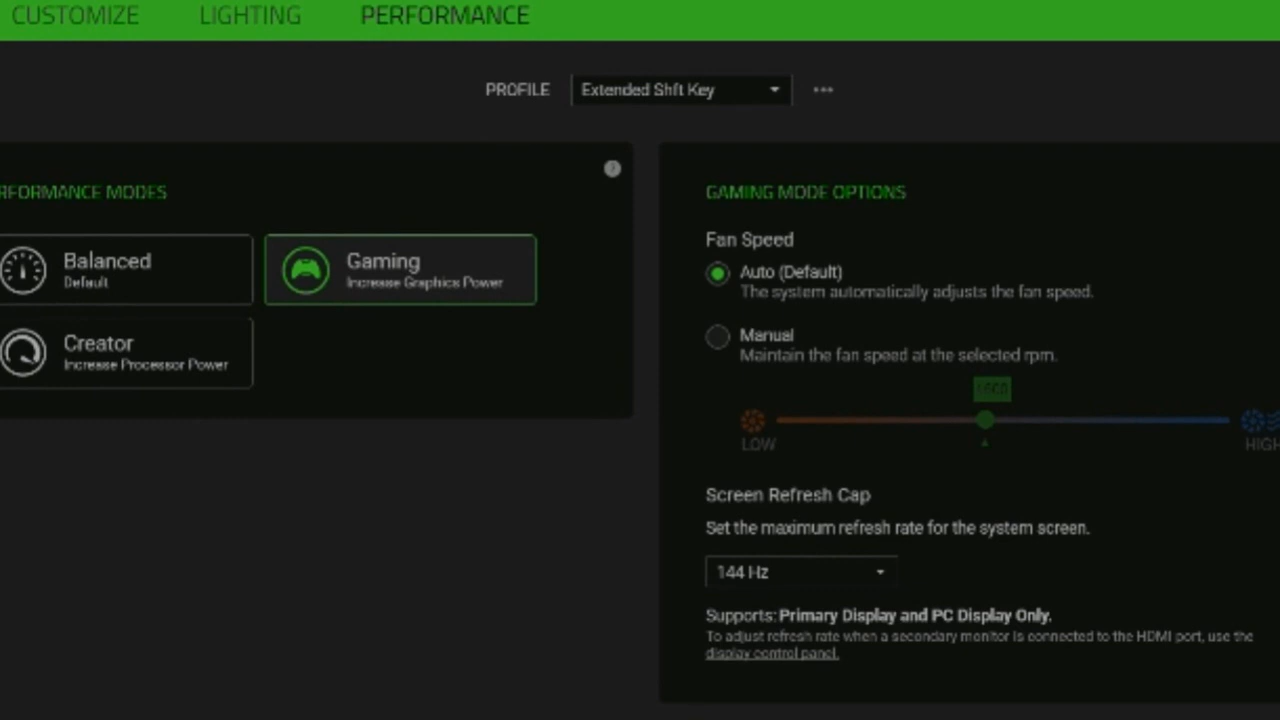 CUSTOMIZE LIGHTING PERFORMANCE
PROFILE Extended Shft Key
RFORMANCE MODES
Balanced
Default
Gaming
Increase Graphics Power
Creator
Increase Processor Power
GAMING MODE OPTIONS
Fan Speed
Auto (Default)
The system automatically adjusts the fan speed.
Manual
Maintain the fan speed at the selected rpm.
LOW HIGH
Screen Refresh Cap
Set the maximum refresh rate for the system screen.
144 Hz
Supports: Primary Display and PC Display Only.
To adjust refresh rate when a secondary monitor is connected to the HDMI port, use the
display control panel.